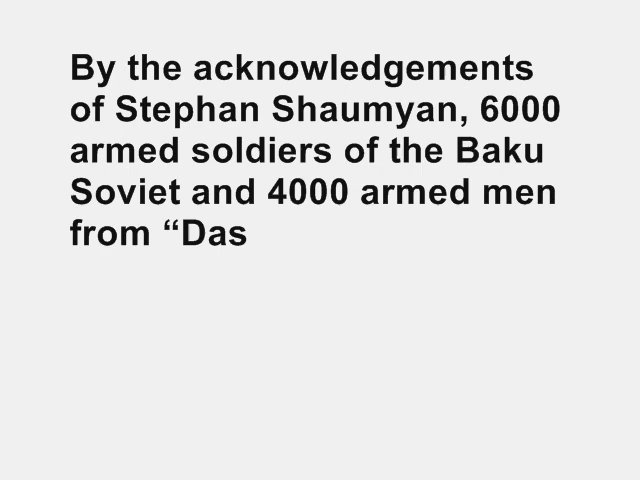 By the acknowledgements
of Stephan Shaumyan, 6000
armed soldiers of the Baku
Soviet and 4000 armed men
from “Das